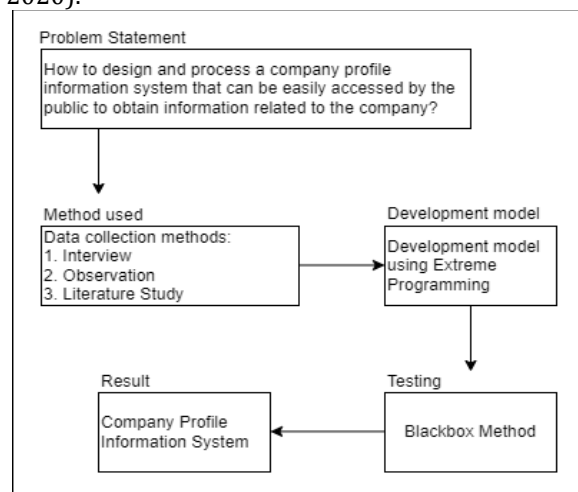 2020).
Problem Statement
How to design and process a company profile
information system that can be easily accessed by the
public to obtain information related to the company?
Method used
Data collection methods:
1. Interview
2. Observation
3. Literature Study
Development model
Development model
using Extreme
Programming
Result
Company Profile
Information System
Testing
Blackbox Method